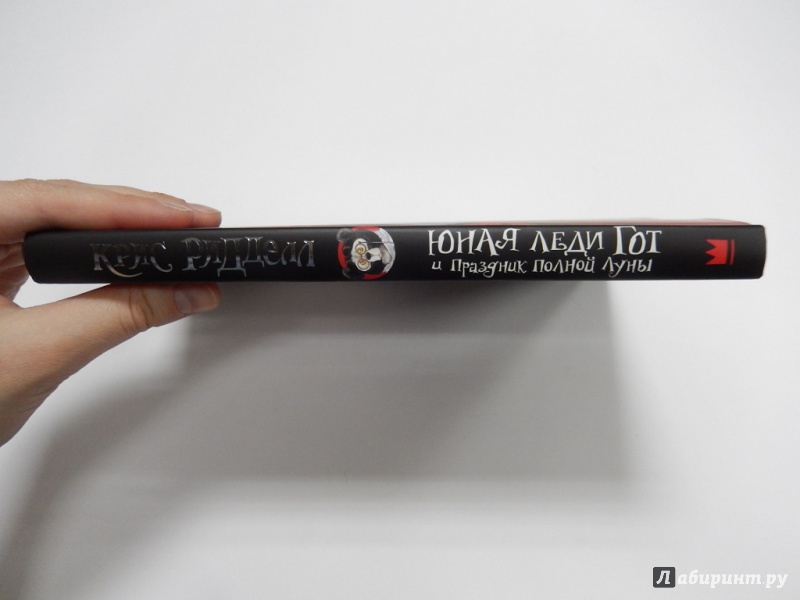 КРИС РИДДЕЛЛ
ЮНАЯ ЛЕДИ ГОТ
И ПРАЗДНИК ПОЛНОЙ ЛУНЫ
Лабиринт.ру